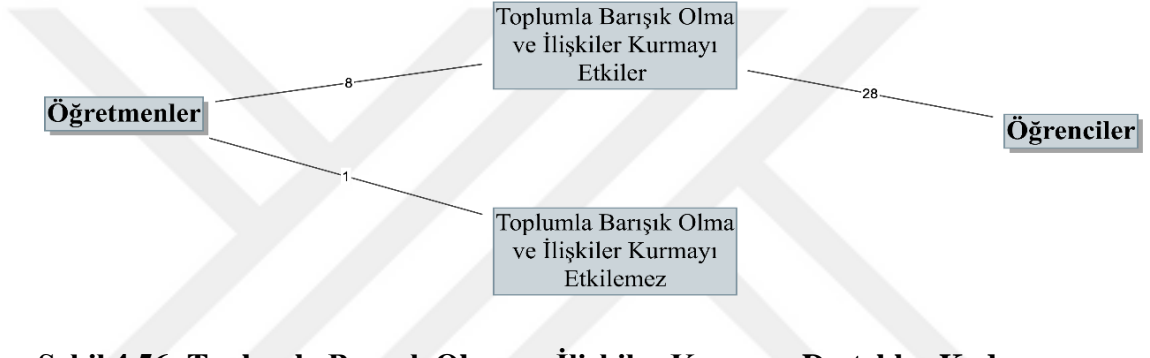 Toplumla Barışık Olma
ve İlişkiler Kurmayı
Etkiler
8
28
Öğretmenler
Öğrenciler
1
Toplumla Barışık Olma
ve İlişkiler Kurmayı
Etkilemez